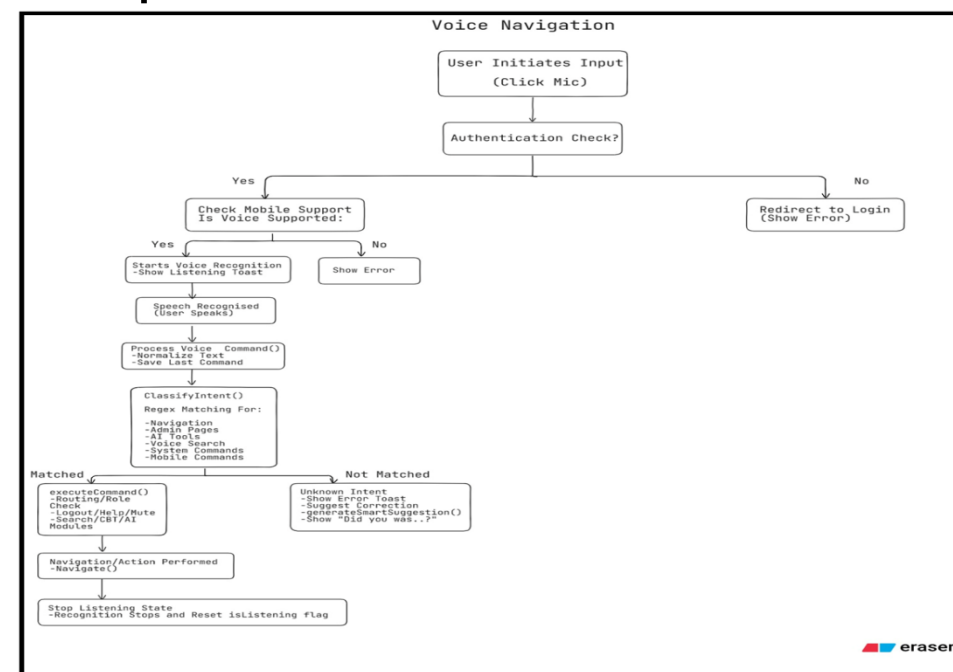 Voice Navigation
User Initiates Input
(Click Mic)
Authentication Check?
Yes
No
Check Mobile Support
Is Voice Supported:
Redirect to Login
(Show Error)
Yes
No
Starts Voice Recognition
-Show Listening Toast
Show Error
Speech Recognised
(User Speaks)
Process Voice Command()
-Normalize Text
-Save Last Command
ClassifyIntent()
Regex Matching For:
-Navigation
-Admin Pages
-AI Tools
-Voice Search
-System Commands
-Mobile Commands
Matched
Not Matched
executeCommand()
-Routing/Role
Check
-Logout/Help/Mute
-Search/CBT/AI
Modules
Unknown Intent
-Show Error Toast
-Suggest Correction
-generateSmartSuggestion()
-Show "Did you was..?"
Navigation/Action Performed
-Navigate()
Stop Listening State
-Recognition Stops and Reset isListening flag
eraser